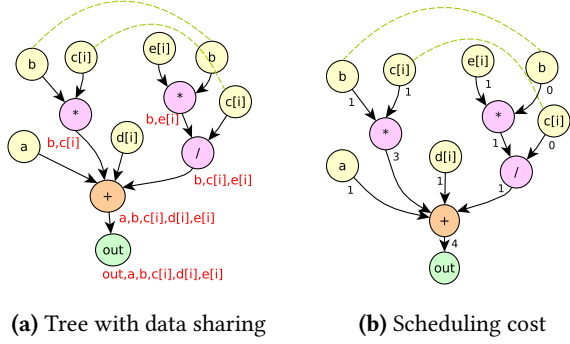 b
c[i]
e[i]
b
c[i]
*
*
b,e[i]
b,c[i]
a
d[i]
/
b,c[i],e[i]
+
a,b,c[i],d[i],e[i]
out
out,a,b,c[i],d[i],e[i]
(a) Tree with data sharing
b
c[i]
e[i]
b
1
1
1
0
*
*
c[i]
3
1
0
a
d[i]
/
1
1
1
+
4
out
(b) Scheduling cost